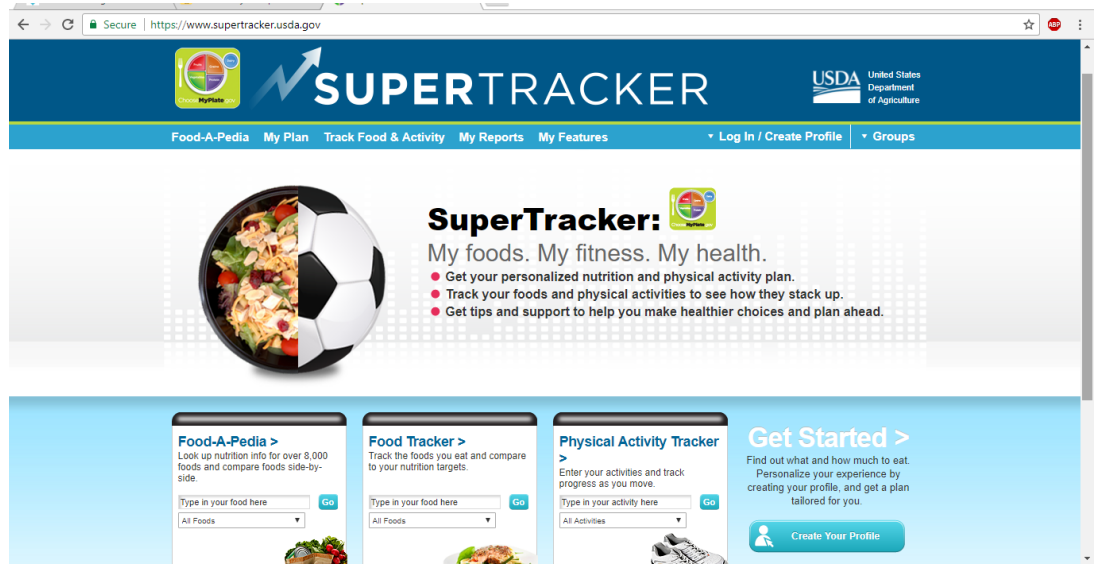 Secure | https://www.supertracker.usda.gov
ABP
Choose MyPlate.gov
SUPERTRACKER
USDA
United States
Department
of Agriculture
Food-A-Pedia My Plan Track Food & Activity My Reports My Features Log In / Create Profile Groups
SuperTracker:
My foods. My fitness. My health.
Get your personalized nutrition and physical activity plan.
Track your foods and physical activities to see how they stack up.
Get tips and support to help you make healthier choices and plan ahead.
Food-A-Pedia >
Look up nutrition info for over 8,000
foods and compare foods side-by-
side.
Type in your food here Go
All Foods
Food Tracker >
Track the foods you eat and compare
to your nutrition targets.
Type in your food here Go
All Foods
Physical Activity Tracker
>
Enter your activities and track
progress as you move.
Type in your activity here Go
All Activities
Get Started >
Find out what and how much to eat.
Personalize your experience by
creating your profile, and get a plan
tailored for you.
Create Your Profile